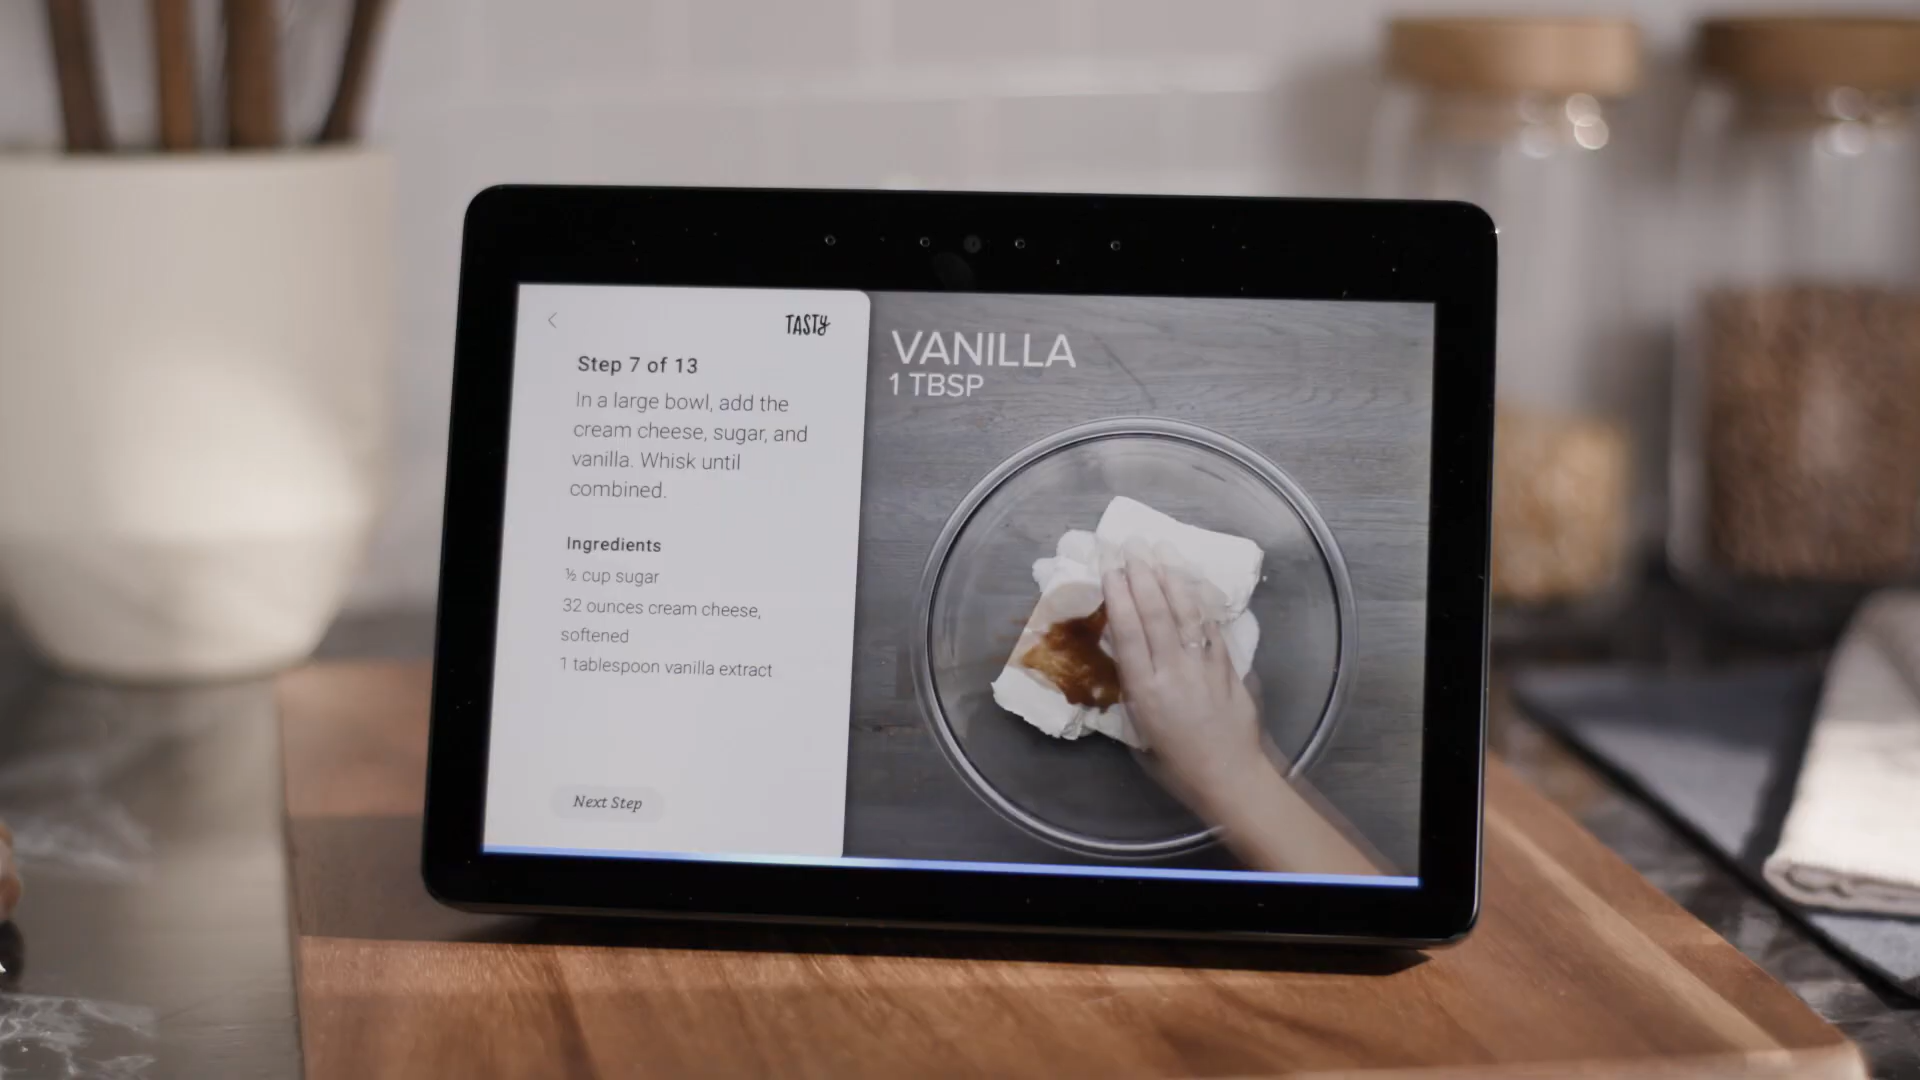 TASTY
Step 7 of 13
In a large bowl, add the
cream cheese, sugar, and
vanilla. Whisk until
combined.
Ingredients
½ cup sugar
32 ounces cream cheese,
softened
1 tablespoon vanilla extract
Next Step
VANILLA
1 TBSP